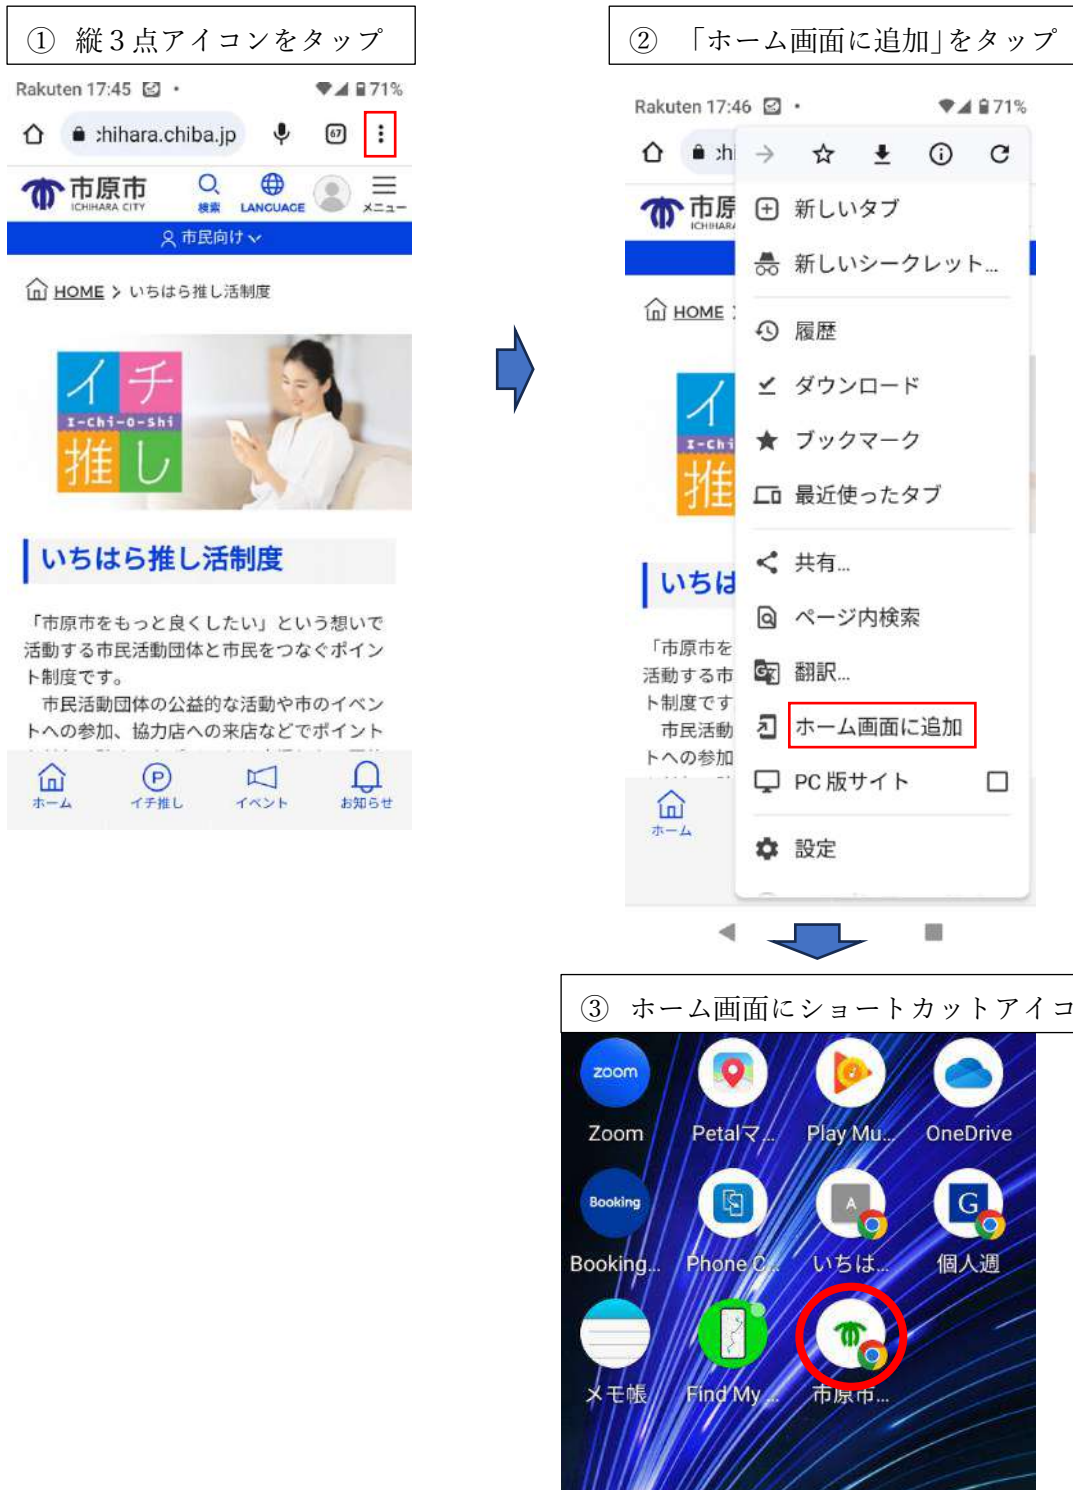 ① 縦３点アイコンをタップ
Rakuten 17:45
71%
:hihara.chiba.jp
67
市原市
ICHIHARA CITY
検索
LANGUAGE
メニュー
市民向け
HOME > いちはら推し活制度
イチ
I-Chi-O-Shi
推し
いちはら推し活制度
「市原市をもっと良くしたい」という想いで
活動する市民活動団体と市民をつなぐポイン
ト制度です。
市民活動団体の公益的な活動や市のイベン
トへの参加、協力店への来店などでポイント
ホーム
イチ推し
イベント
お知らせ
② 「ホーム画面に追加」をタップ
Rakuten 17:46
71%
:hi
市原
ICHIHARA
HOME
イ
I-Chi
推
いちは
「市原市を
活動する市
ト制度です
市民活動
トへの参加
ホーム
新しいタブ
新しいシークレット...
履歴
ダウンロード
ブックマーク
最近使ったタブ
共有...
ページ内検索
翻訳...
ホーム画面に追加
PC 版サイト
設定
③ ホーム画面にショートカットアイコ
zoom
Zoom
Petalマ...
Play Mu...
OneDrive
Booking
A
G
Booking...
Phone C...
いちは...
個人週
メモ帳
Find My ...
市原市...